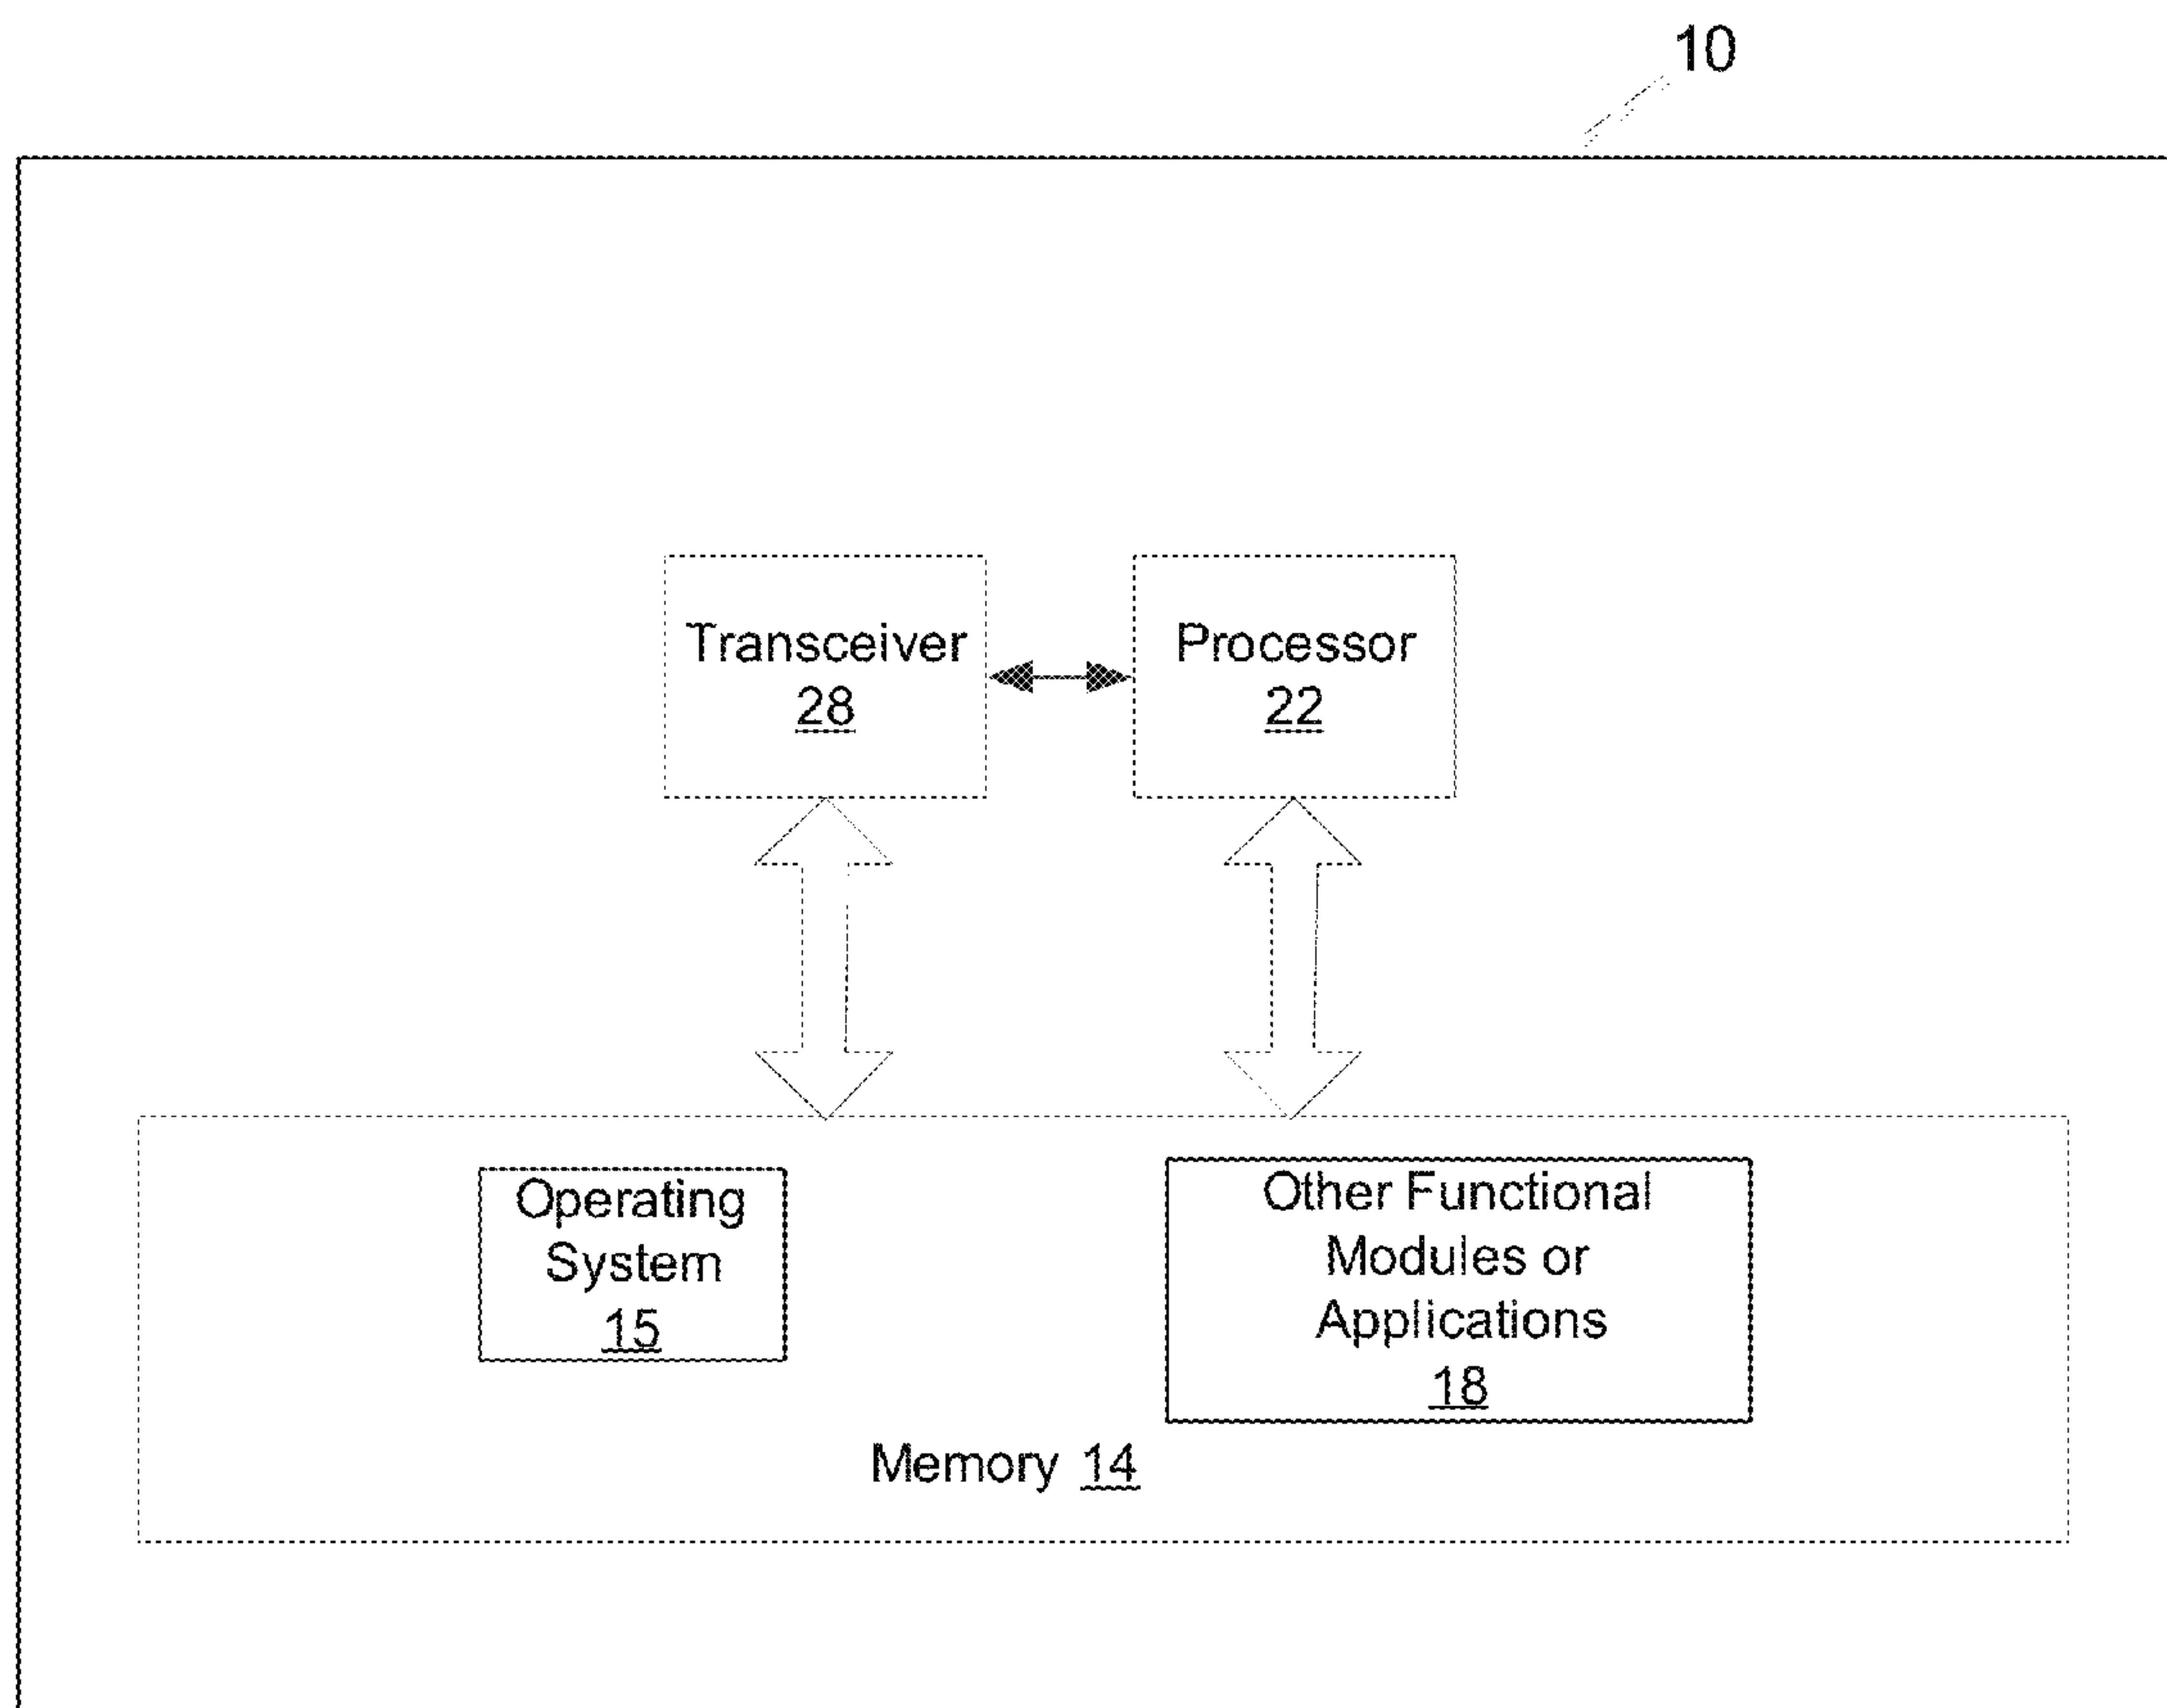 10
Transceiver
28
Processor
22
Operating
System
15
Other Functional
Modules or
Applications
18
Memory 14